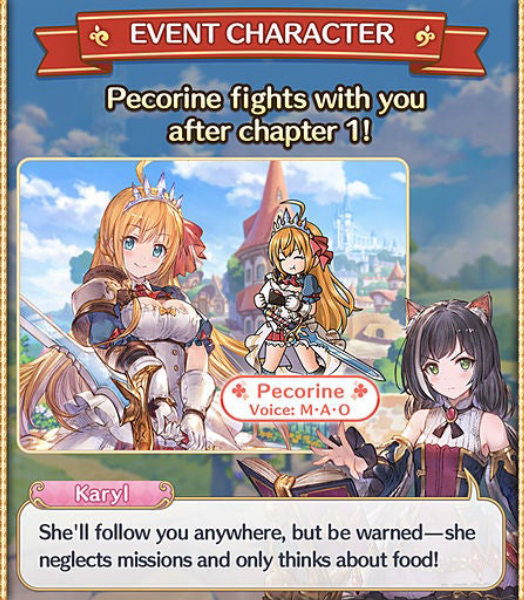 EVENT CHARACTER
Pecorine fights with you
after chapter 1!
Pecorine
Voice: M・A・O
Karyl
She'll follow you anywhere, but be warned—she
neglects missions and only thinks about food!